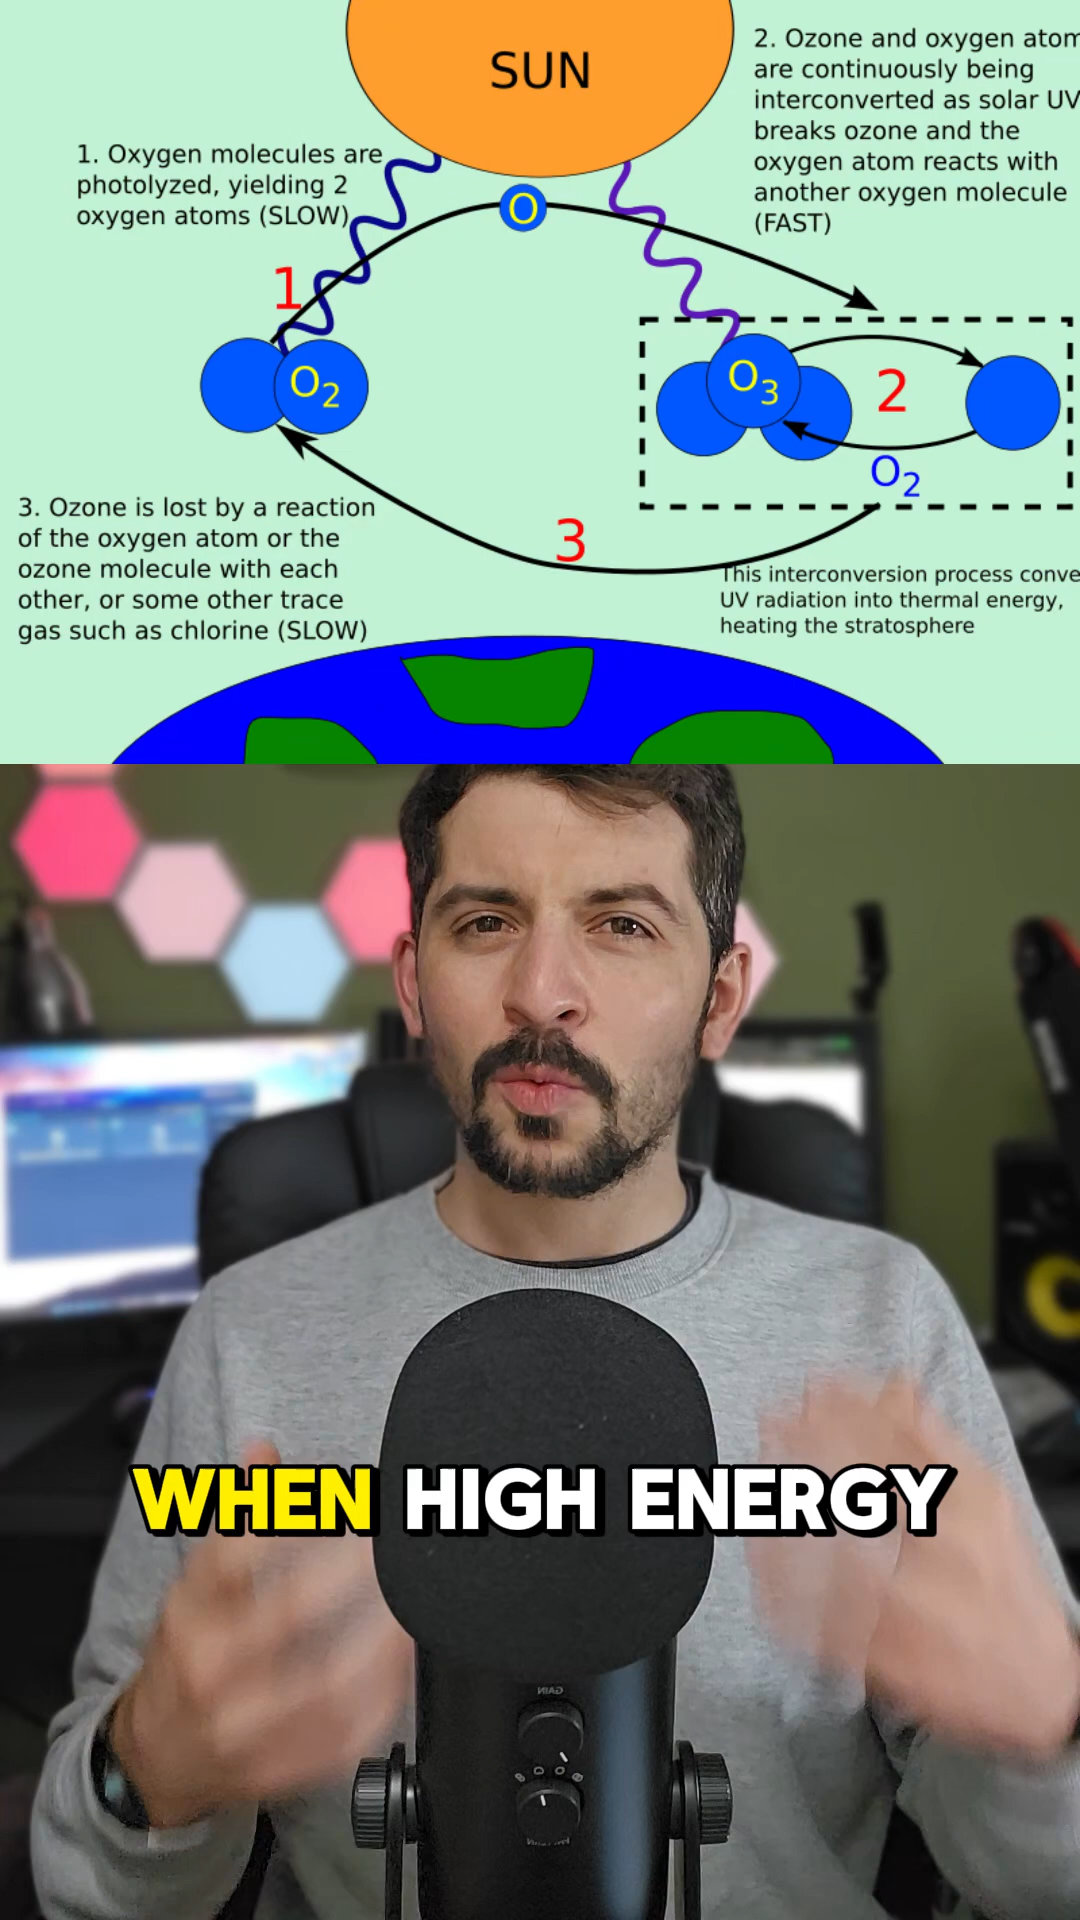 SUN
1. Oxygen molecules are
photolyzed, yielding 2
oxygen atoms (SLOW)
2. Ozone and oxygen atom
are continuously being
interconverted as solar UV
breaks ozone and the
oxygen atom reacts with
another oxygen molecule
(FAST)
O
1
O2
O3
2
O2
3
3. Ozone is lost by a reaction
of the oxygen atom or the
ozone molecule with each
other, or some other trace
gas such as chlorine (SLOW)
This interconversion process conve
UV radiation into thermal energy,
heating the stratosphere
WHEN HIGH ENERGY
GAIN